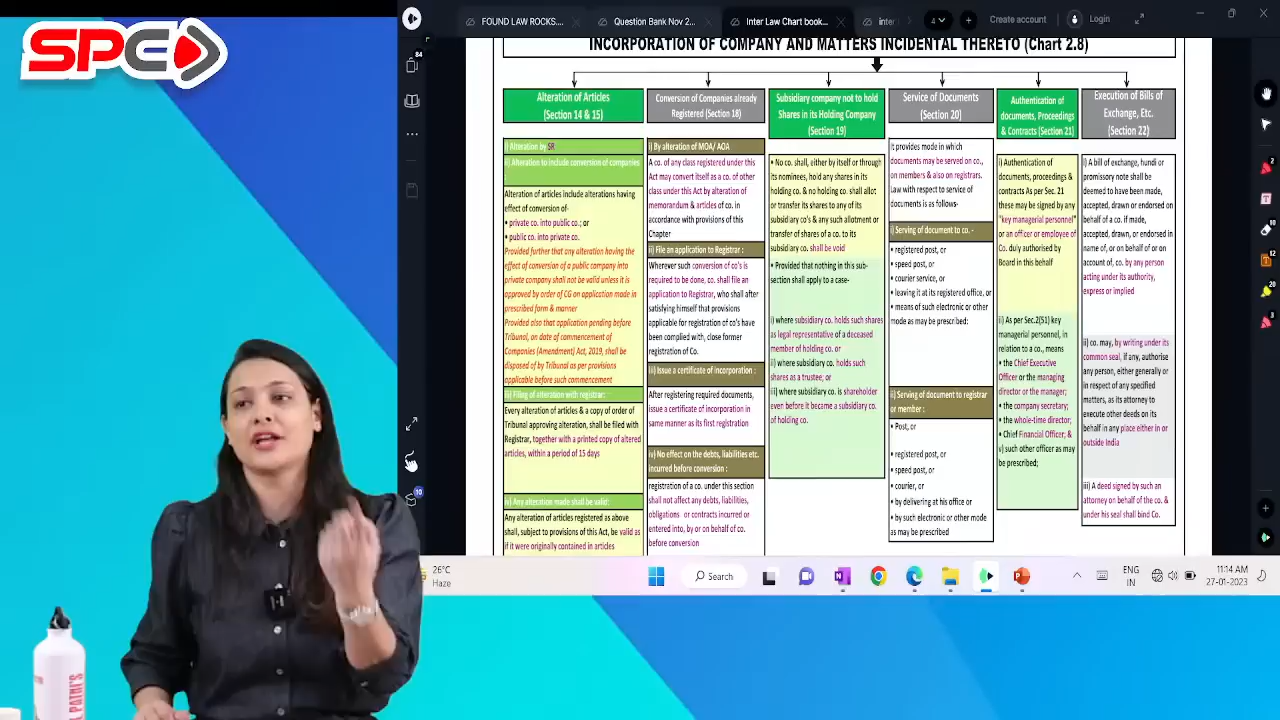 SPC
FOUND LAW ROCKS....
Question Bank Nov 2...
Inter Law Chart book...
inter
4
Create account
Login
84
10
INCORPORATION OF COMPANY AND MATTERS INCIDENTAL THERETO (Chart 2.8)
Alteration of Articles
(Section 14 & 15)
i) Alteration by SR
ii) Alteration to include conversion of companies
:
Alteration of articles include alterations having
effect of conversion of-
• private co. into public co.; or
• public co. into private co.
Provided further that any alteration having the
effect of conversion of a public company into
private company shall not be valid unless it is
approved by order of CG on application made in
prescribed form & manner
Provided also that application pending before
Tribunal, on date of commencement of
Companies (Amendment) Act, 2019, shall be
disposed of by Tribunal as per provisions
applicable before such commencement
iii) Filing of alteration with registrar:
Every alteration of articles & a copy of order of
Tribunal approving alteration, shall be filed with
Registrar, together with a printed copy of altered
articles, within a period of 15 days
iv) Any alteration made shall be valid:
Any alteration of articles registered as above
shall, subject to provisions of this Act, be valid as
if it were originally contained in articles
Conversion of Companies already
Registered (Section 18)
i) By alteration of MOA/ AOA
A co. of any class registered under this
Act may convert itself as a co. of other
class under this Act by alteration of
memorandum & articles of co. in
accordance with provisions of this
Chapter
ii) File an application to Registrar :
Wherever such conversion of co's is
required to be done, co. shall file an
application to Registrar, who shall after
satisfying himself that provisions
applicable for registration of co's have
been complied with, close former
registration of Co.
iii) Issue a certificate of incorporation :
After registering required documents,
issue a certificate of incorporation in
same manner as its first registration
iv) No effect on the debts, liabilities etc.
incurred before conversion :
registration of a co. under this section
shall not affect any debts, liabilities,
obligations or contracts incurred or
entered into, by or on behalf of co.
before conversion
Subsidiary company not to hold
Shares in its Holding Company
(Section 19)
• No co. shall, either by itself or through
its nominees, hold any shares in its
holding co. & no holding co. shall allot
or transfer its shares to any of its
subsidiary co's & any such allotment or
transfer of shares of a co. to its
subsidiary co. shall be void
• Provided that nothing in this sub-
section shall apply to a case-
i) where subsidiary co. holds such shares
as legal representative of a deceased
member of holding co. or
ii) where subsidiary co. holds such
shares as a trustee; or
iii) where subsidiary co. is shareholder
even before it became a subsidiary co.
of holding co.
Service of Documents
(Section 20)
It provides mode in which
documents may be served on co.,
on members & also on registrars.
Law with respect to service of
documents is as follows-
i) Serving of document to co. -
• registered post, or
• speed post, or
• courier service, or
• leaving it at its registered office, or
• means of such electronic or other
mode as may be prescribed:
ii) Serving of document to registrar
or member :
• Post, or
• registered post, or
• speed post, or
• courier, or
• by delivering at his office or
• by such electronic or other mode
as may be prescribed
Authentication of
documents, Proceedings
& Contracts (Section 21)
i) Authentication of
documents, proceedings &
contracts As per Sec. 21
these may be signed by any
"key managerial personnel"
or an officer or employee of
Co. duly authorised by
Board in this behalf
ii) As per Sec.2(51) key
managerial personnel, in
relation to a co., means
• the Chief Executive
Officer or the managing
director or the manager;
• the company secretary;
• the whole-time director;
• Chief Financial Officer; &
v) such other officer as may
be prescribed;
Execution of Bills of
Exchange, Etc.
(Section 22)
i) A bill of exchange, hundi or
promissory note shall be
deemed to have been made,
accepted, drawn or endorsed on
behalf of a co. if made,
accepted, drawn, or endorsed in
name of, or on behalf of or on
account of, co. by any person
acting under its authority,
express or implied
ii) co. may, by writing under its
common seal, if any, authorise
any person, either generally or
in respect of any specified
matters, as its attorney to
execute other deeds on its
behalf in any place either in or
outside India
iii) A deed signed by such an
attorney on behalf of the co. &
under his seal shall bind Co.
26°C
Haze
Search
ENG
IN
11:14 AM
27-01-2023
L PATHI'S